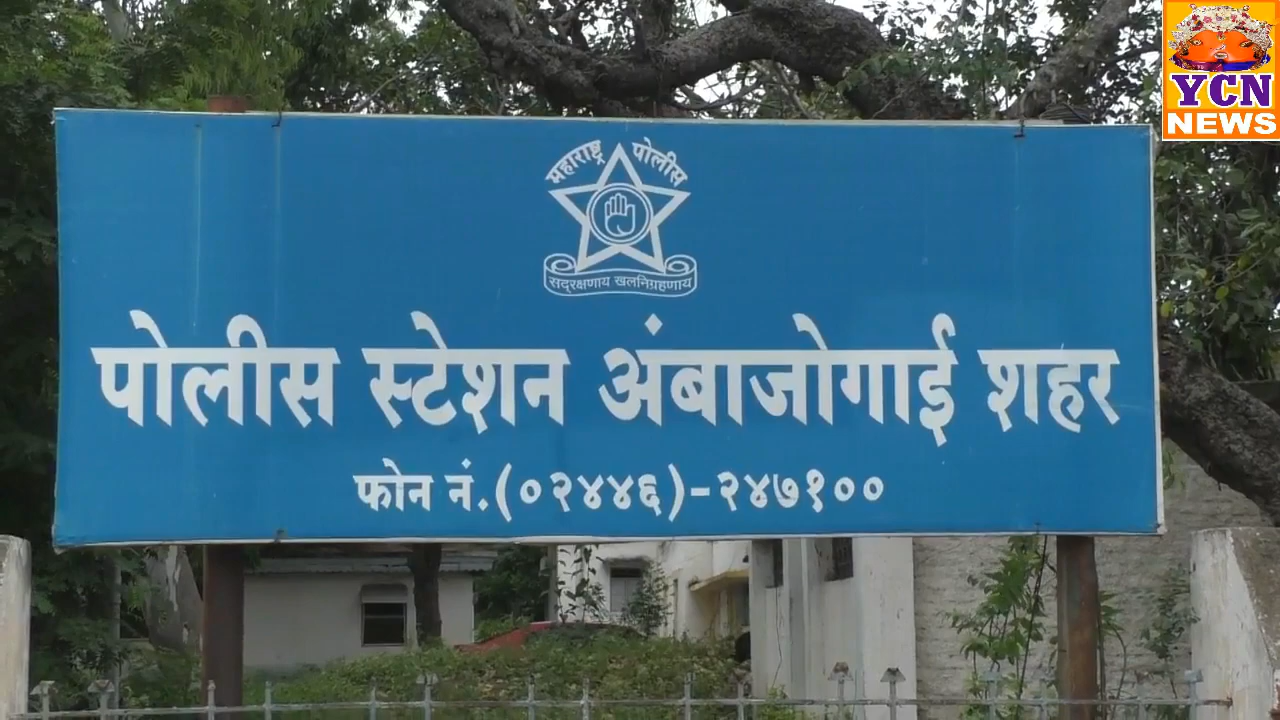 YCN
NEWS
महाराष्ट्र पोलीस
सद्रक्षणाय खलनिग्रहणाय
पोलीस स्टेशन अंबाजोगाई शहर
फोन नं.(०२४४६)-२४७१००